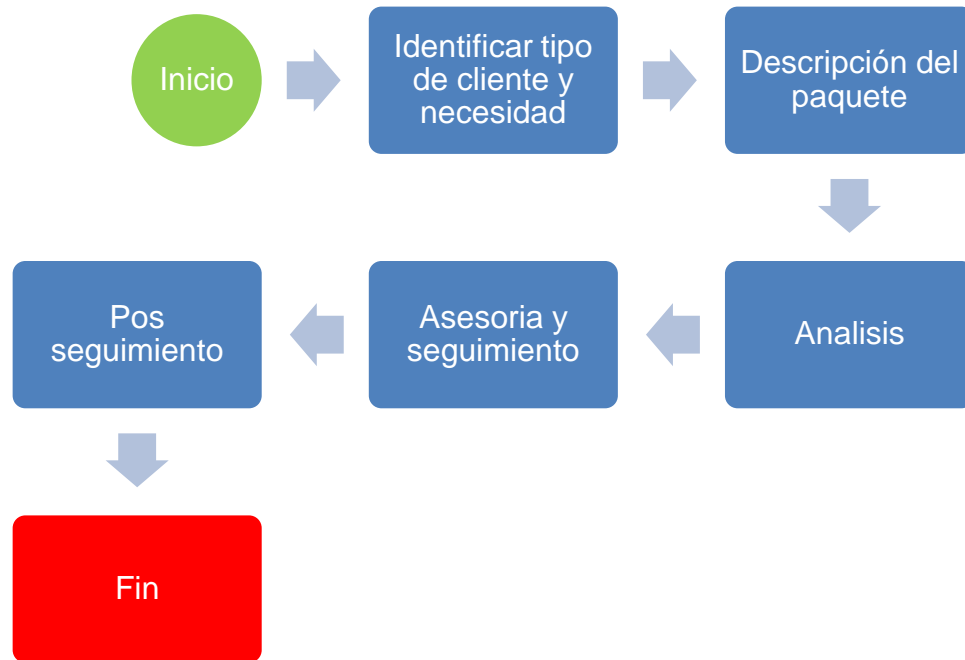 Inicio
Identificar tipo
de cliente y
necesidad
Descripción del
paquete
Analisis
Asesoria y
seguimiento
Pos
seguimiento
Fin